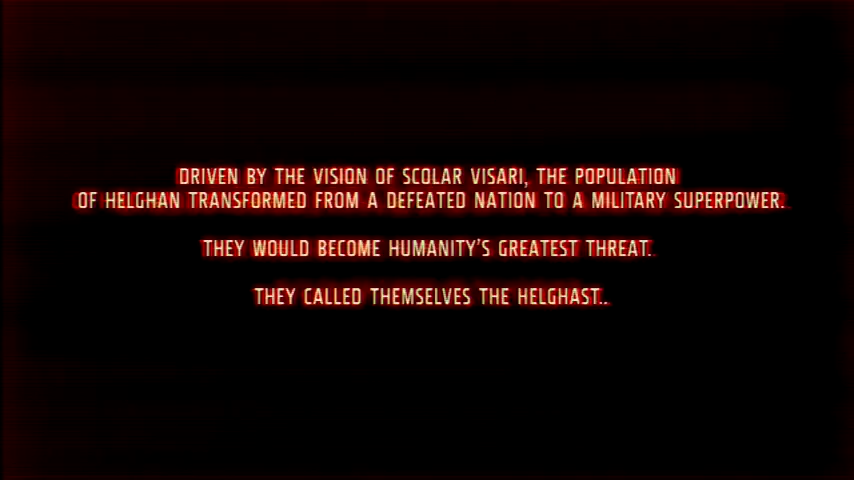 DRIVEN BY THE VISION OF SCOLAR VISARI, THE POPULATION
OF HELGHAN TRANSFORMED FROM A DEFEATED NATION TO A MILITARY SUPERPOWER.
THEY WOULD BECOME HUMANITY'S GREATEST THREAT.
THEY CALLED THEMSELVES THE HELGHAST..